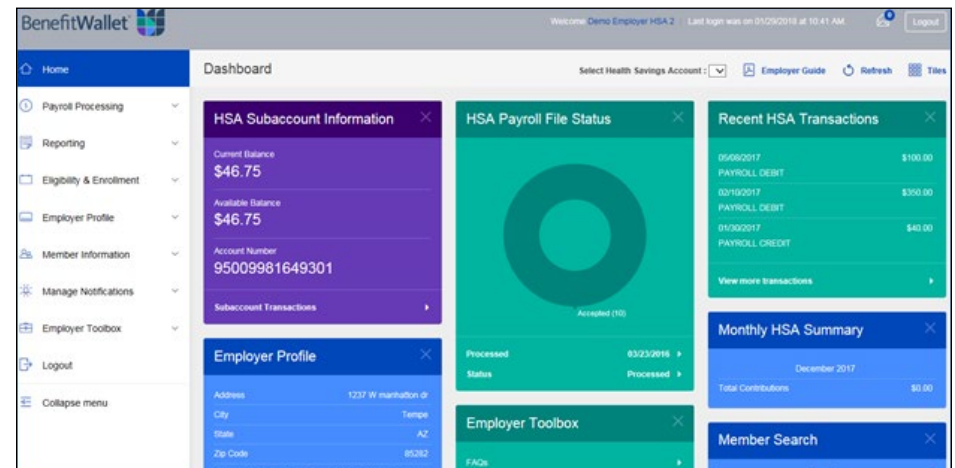 BenefitWallet
Welcome Demo Employer HSA 2 | Last login was on 01/29/2018 at 10:41 AM
0
Logout
Home
Payroll Processing
Reporting
Eligibility & Enrollment
Employer Profile
Member Information
Manage Notifications
Employer Toolbox
Logout
Collapse menu
Dashboard
Select Health Savings Account :
Employer Guide
Refresh
Tiles
HSA Subaccount Information
Current Balance
$46.75
Available Balance
$46.75
Account Number
95009981649301
Subaccount Transactions
Employer Profile
Address 1237 W manhatton dr
City Tempe
State AZ
Zip Code 85282
HSA Payroll File Status
Accepted (10)
Processed 03/23/2016
Status Processed
Employer Toolbox
FAQs
Recent HSA Transactions
05/08/2017 $100.00
PAYROLL DEBIT
02/10/2017 $350.00
PAYROLL DEBIT
01/30/2017 $40.00
PAYROLL CREDIT
View more transactions
Monthly HSA Summary
December 2017
Total Contributions $0.00
Member Search